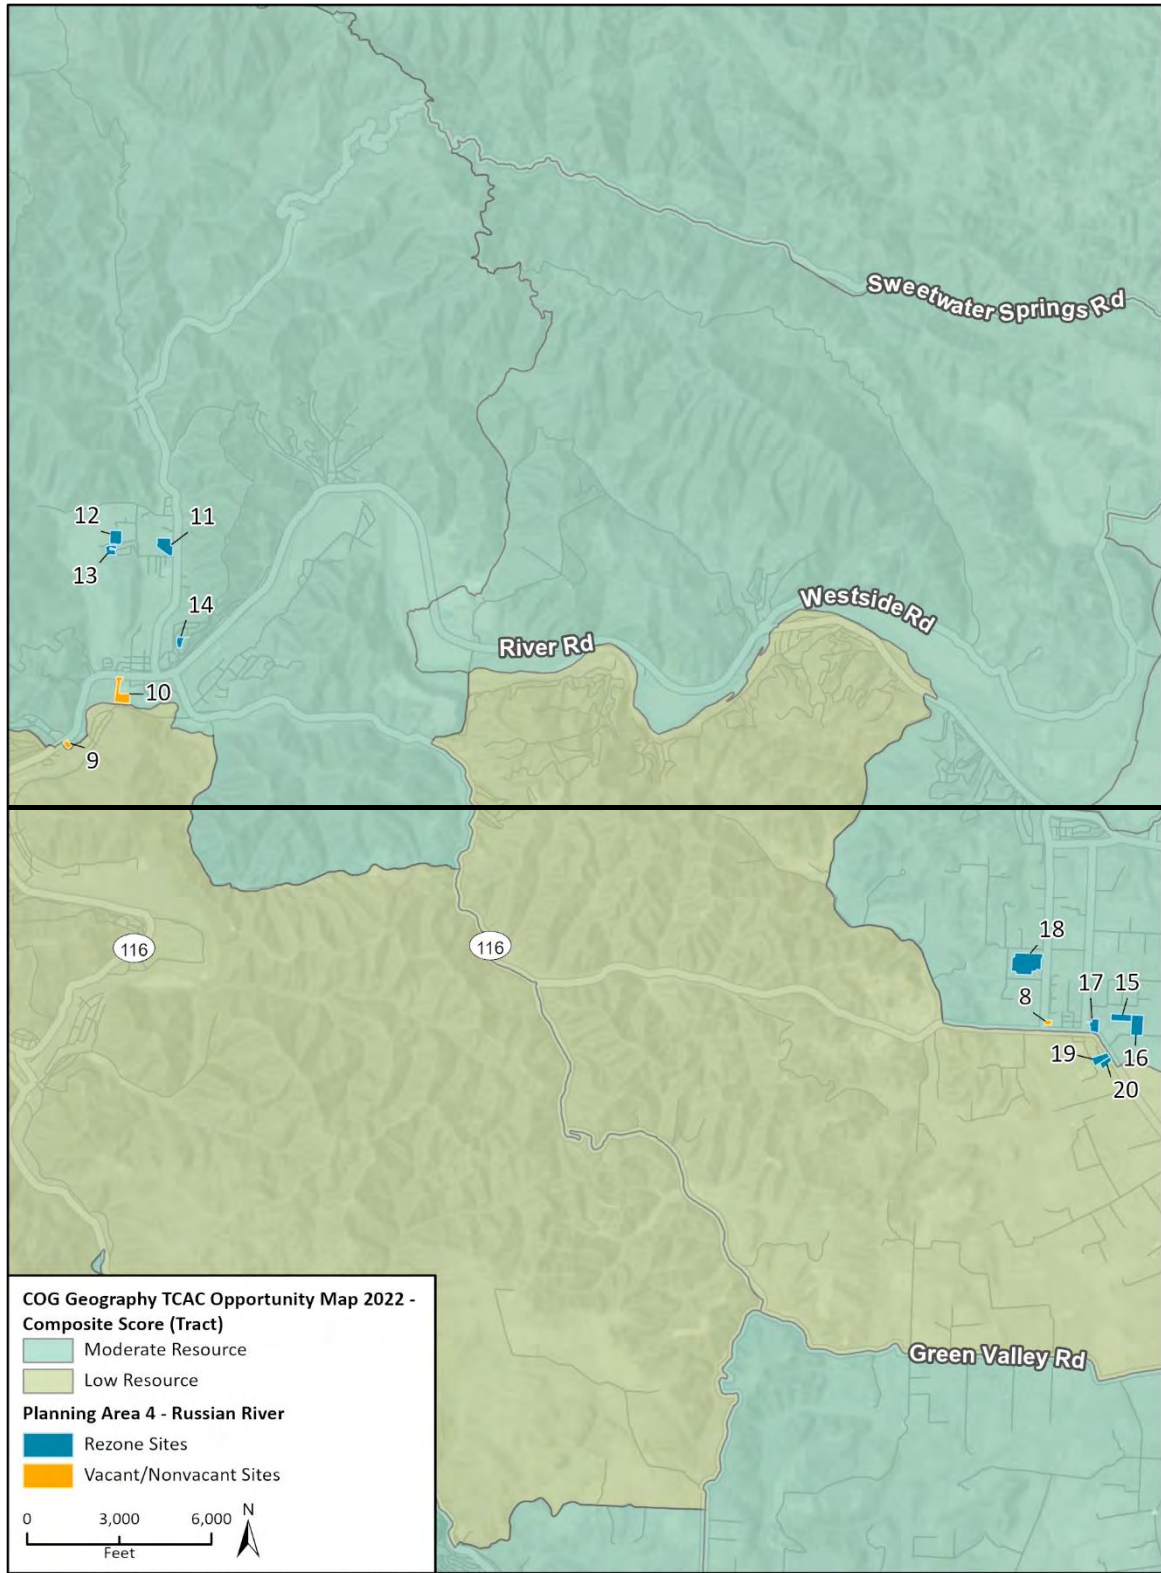 Sweetwater Springs Rd
12
11
13
14
Westside Rd
River Rd
10
9
116
116
18
8
17
15
19
16
20
Green Valley Rd
COG Geography TCAC Opportunity Map 2022 -
Composite Score (Tract)
Moderate Resource
Low Resource
Planning Area 4 - Russian River
Rezone Sites
Vacant/Nonvacant Sites
0 3,000 6,000 N
Feet